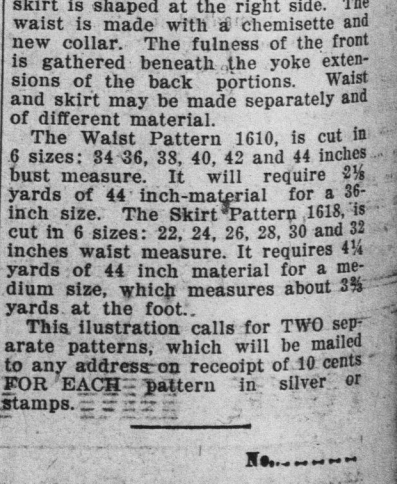 skirt is shaped at the right side. The
waist is made with a chemisette and
new collar. The fulness of the front
is gathered beneath the yoke exten-
sions of the back portions. Waist
and skirt may be made separately and
of different material.
The Waist Pattern 1610, is cut in
6 sizes: 34 36, 38, 40, 42 and 44 inches
bust measure. It will require 2⅛
yards of 44 inch-material for a 36-
inch size. The Skirt Pattern 1618, is
cut in 6 sizes: 22, 24, 26, 28, 30 and 32
inches waist measure. It requires 4¼
yards of 44 inch material for a me-
dium size, which measures about 3⅜
yards at the foot.
This ilustration calls for TWO sep-
arate patterns, which will be mailed
to any address on receoipt of 10 cents
FOR EACH pattern in silver or
stamps.
No.